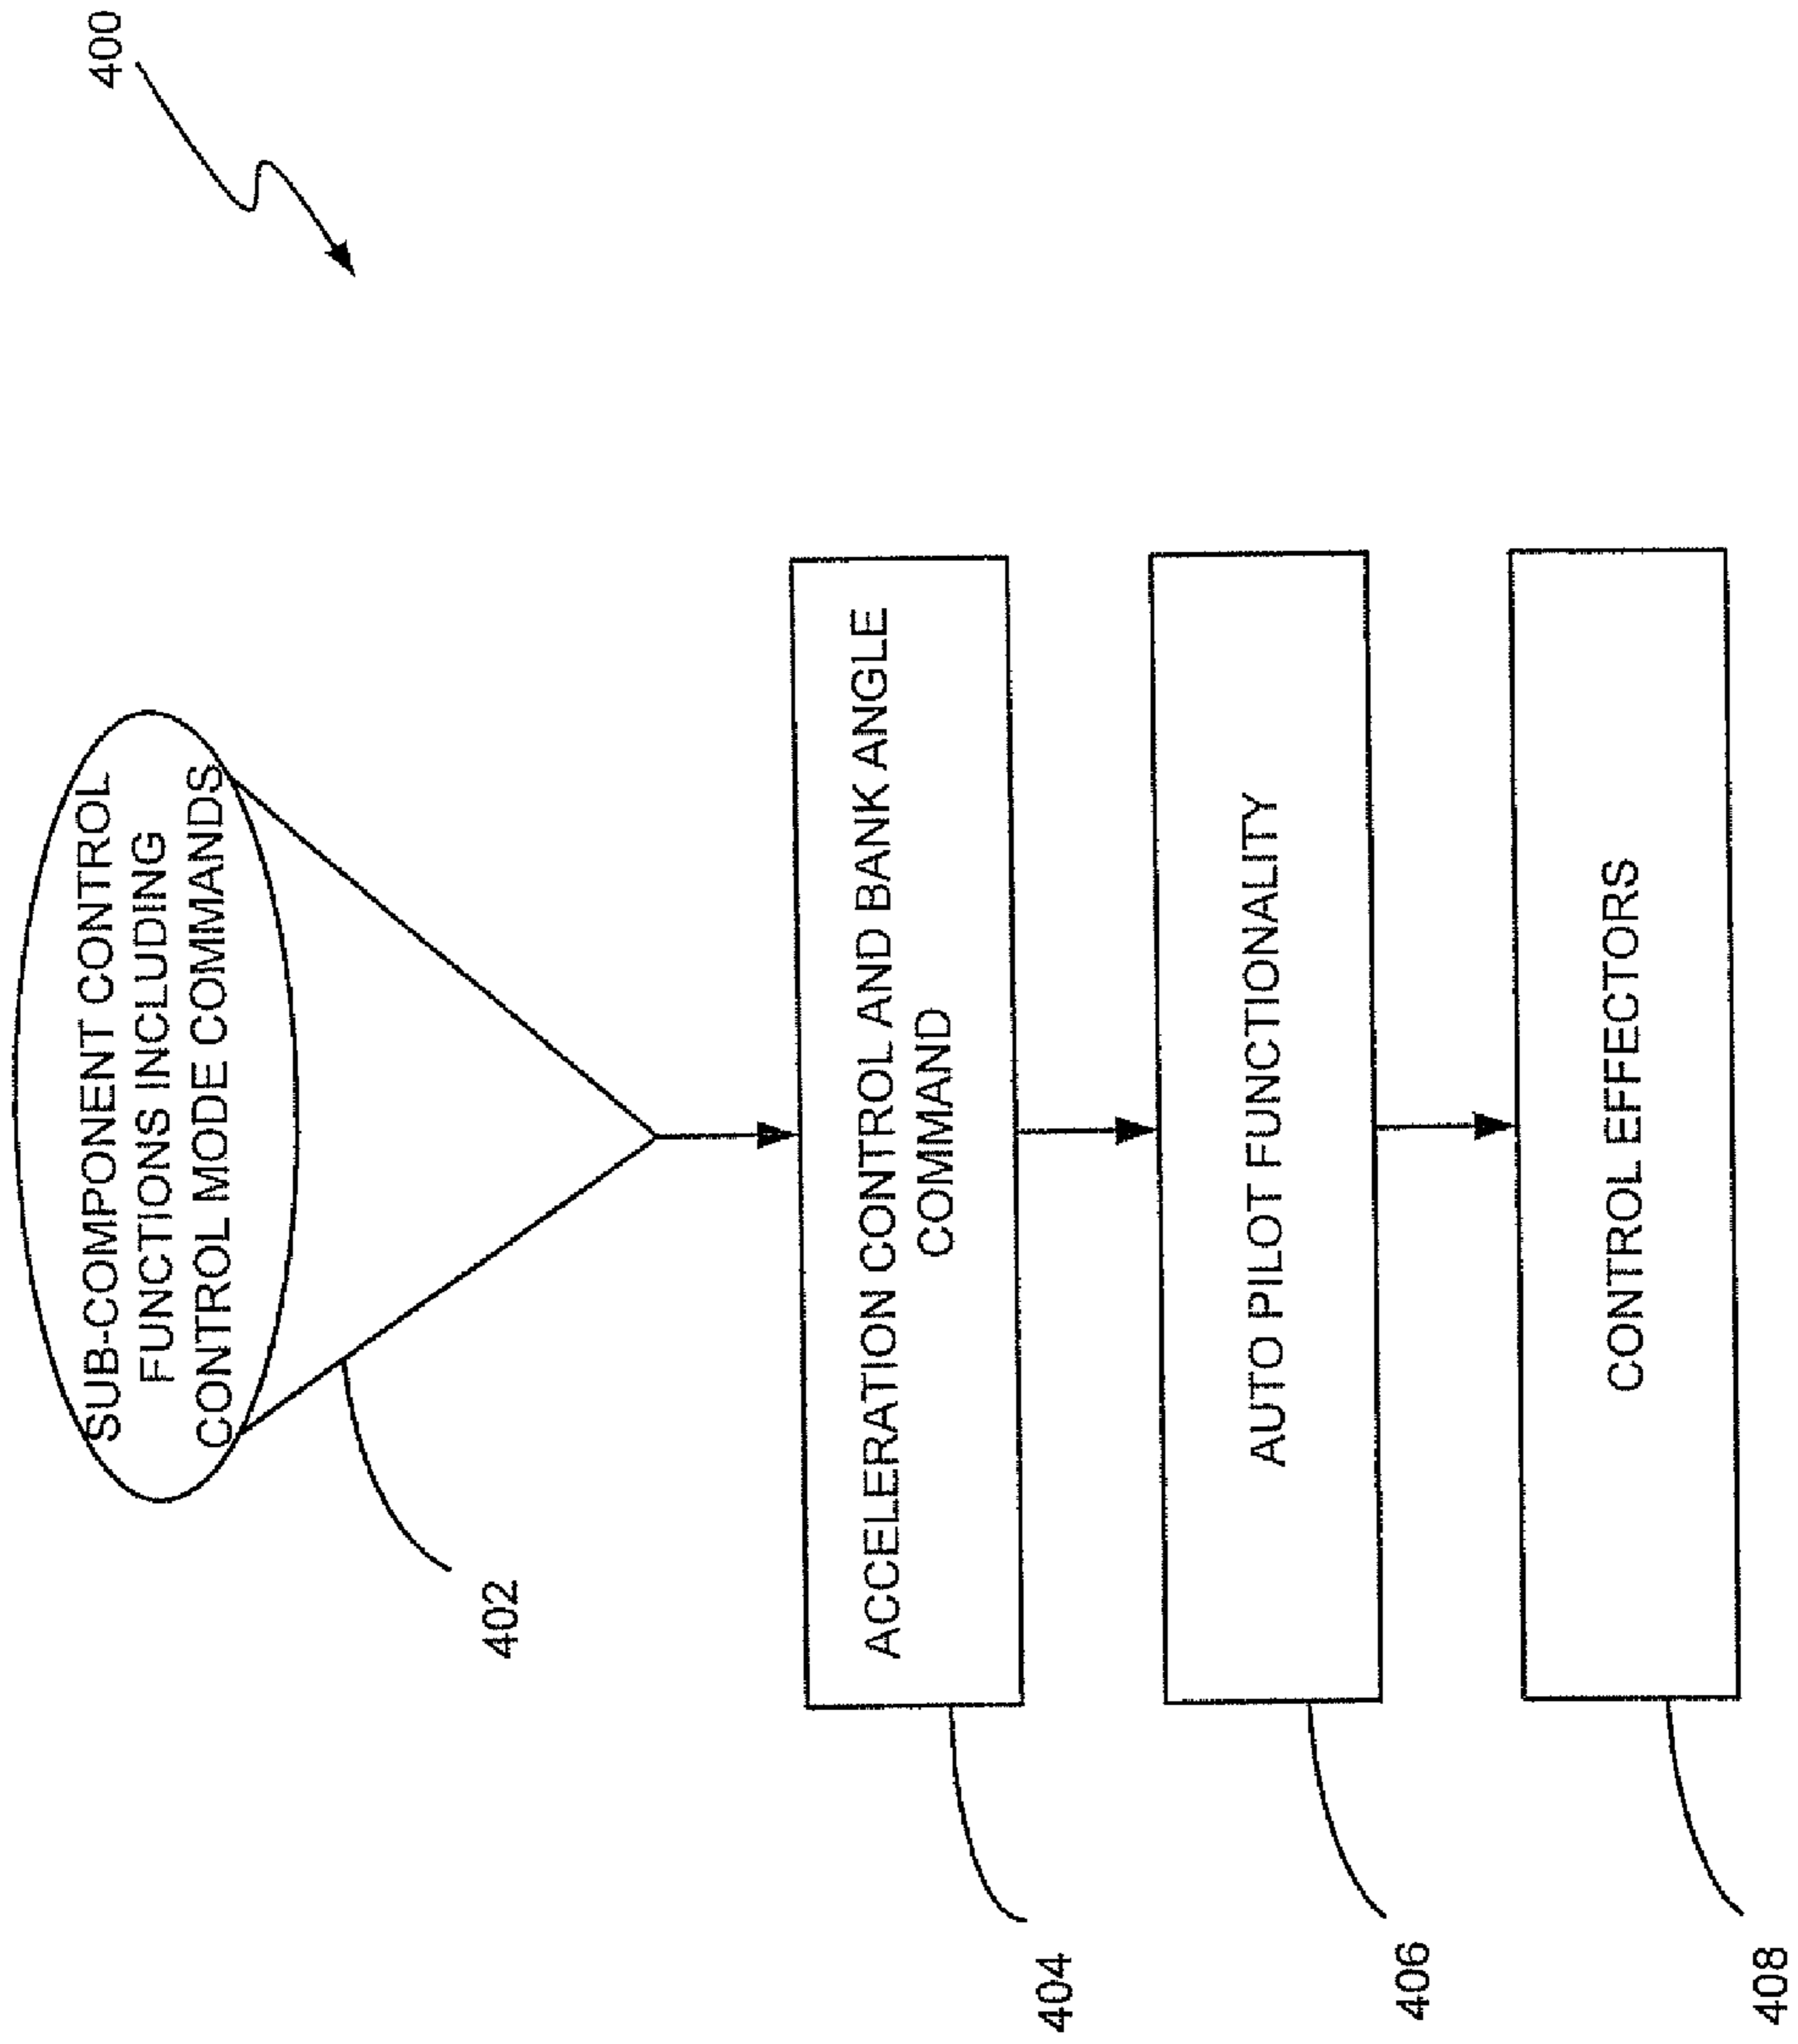 400
SUB-COMPONENT CONTROL
FUNCTIONS INCLUDING
CONTROL MODE COMMANDS
402
ACCELERATION CONTROL AND BANK ANGLE
COMMAND
404
AUTO PILOT FUNCTIONALITY
406
CONTROL EFFECTORS
408